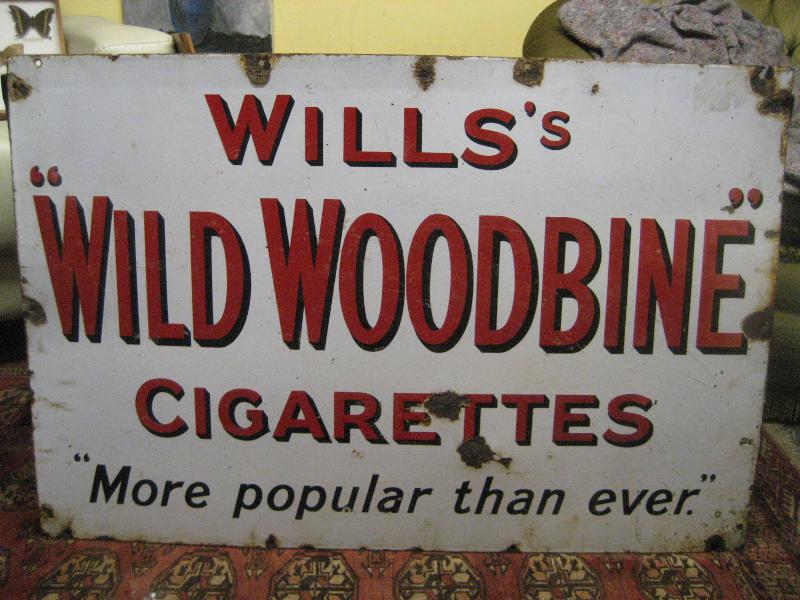 WILLS's
"WILD WOODBINE"
CIGARETTES
"More popular than ever."